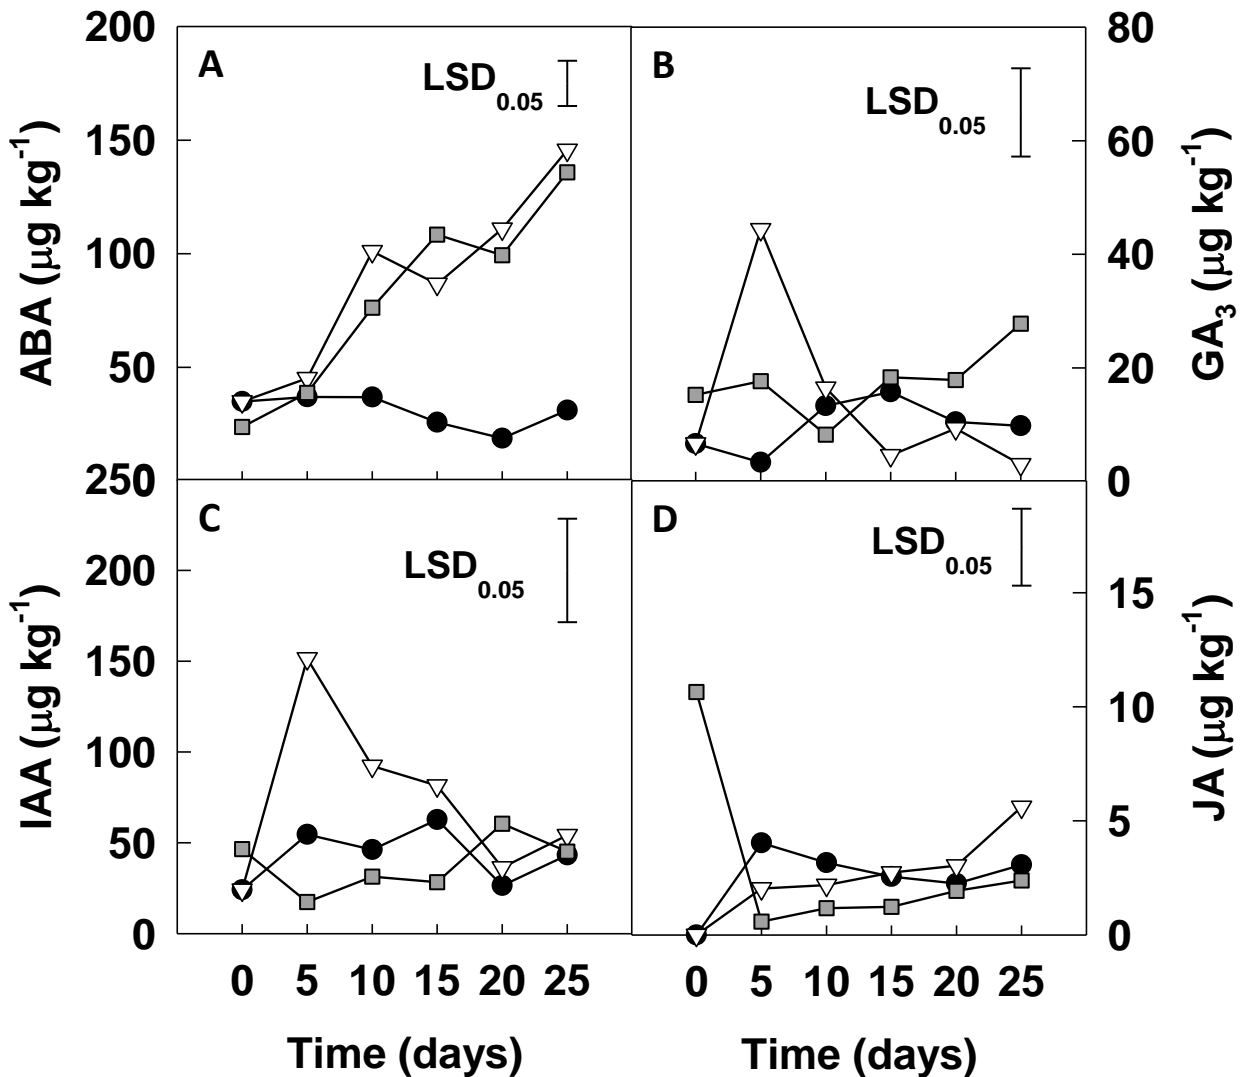 200
150
100
50
ABA (μg kg-1)
A
LSD0.05
B
LSD0.05
80
60
40
20
0
GA3 (μg kg-1)
250
200
150
100
50
0
IAA (μg kg-1)
C
LSD0.05
D
LSD0.05
15
10
5
0
JA (μg kg-1)
0 5 10 15 20 25
0 5 10 15 20 25
Time (days)
Time (days)